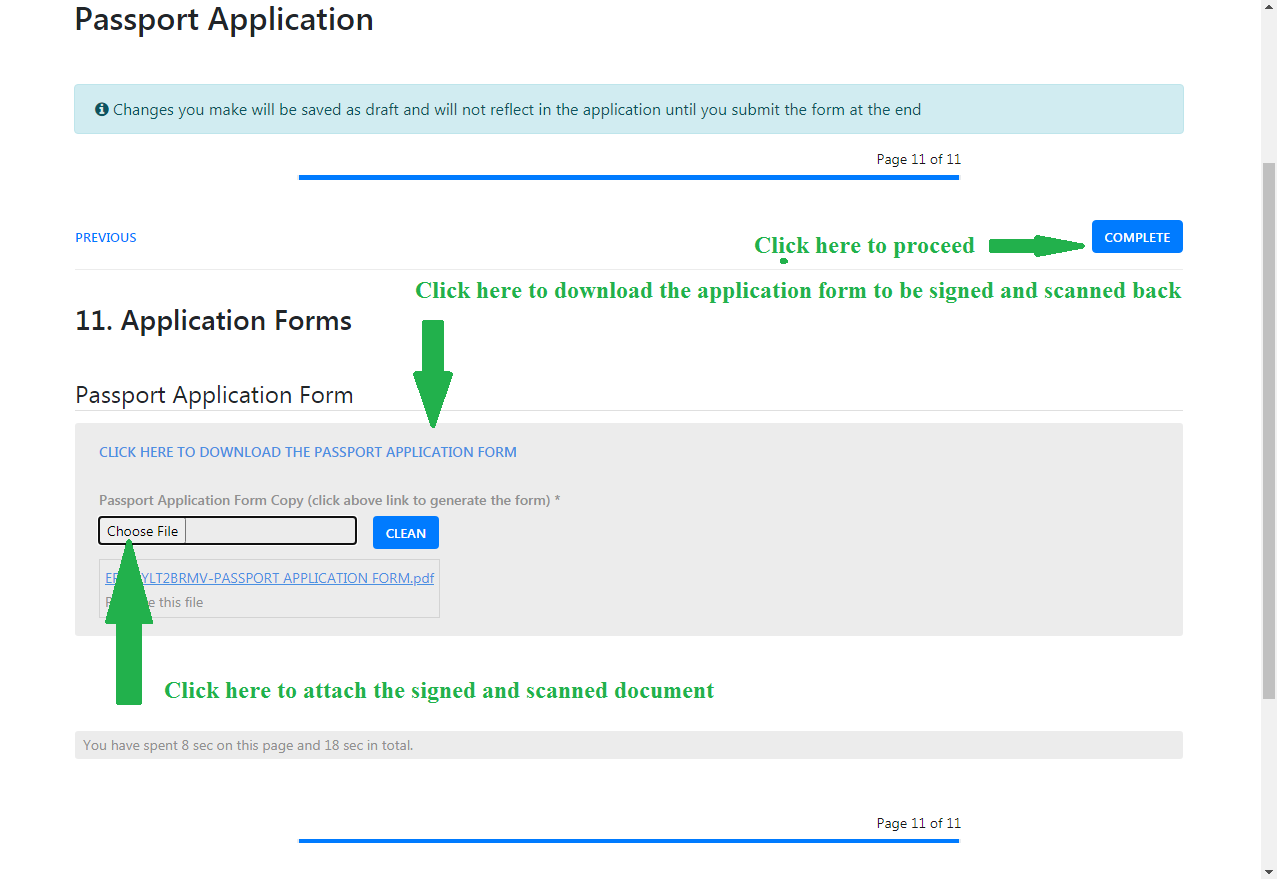 Passport Application
Changes you make will be saved as draft and will not reflect in the application until you submit the form at the end
Page 11 of 11
PREVIOUS
Click here to proceed
COMPLETE
Click here to download the application form to be signed and scanned back
11. Application Forms
Passport Application Form
CLICK HERE TO DOWNLOAD THE PASSPORT APPLICATION FORM
Passport Application Form Copy (click above link to generate the form) *
Choose File
CLEAN
YLT2BRMV-PASSPORT APPLICATION FORM.pdf
this file
Click here to attach the signed and scanned document
You have spent 8 sec on this page and 18 sec in total.
Page 11 of 11